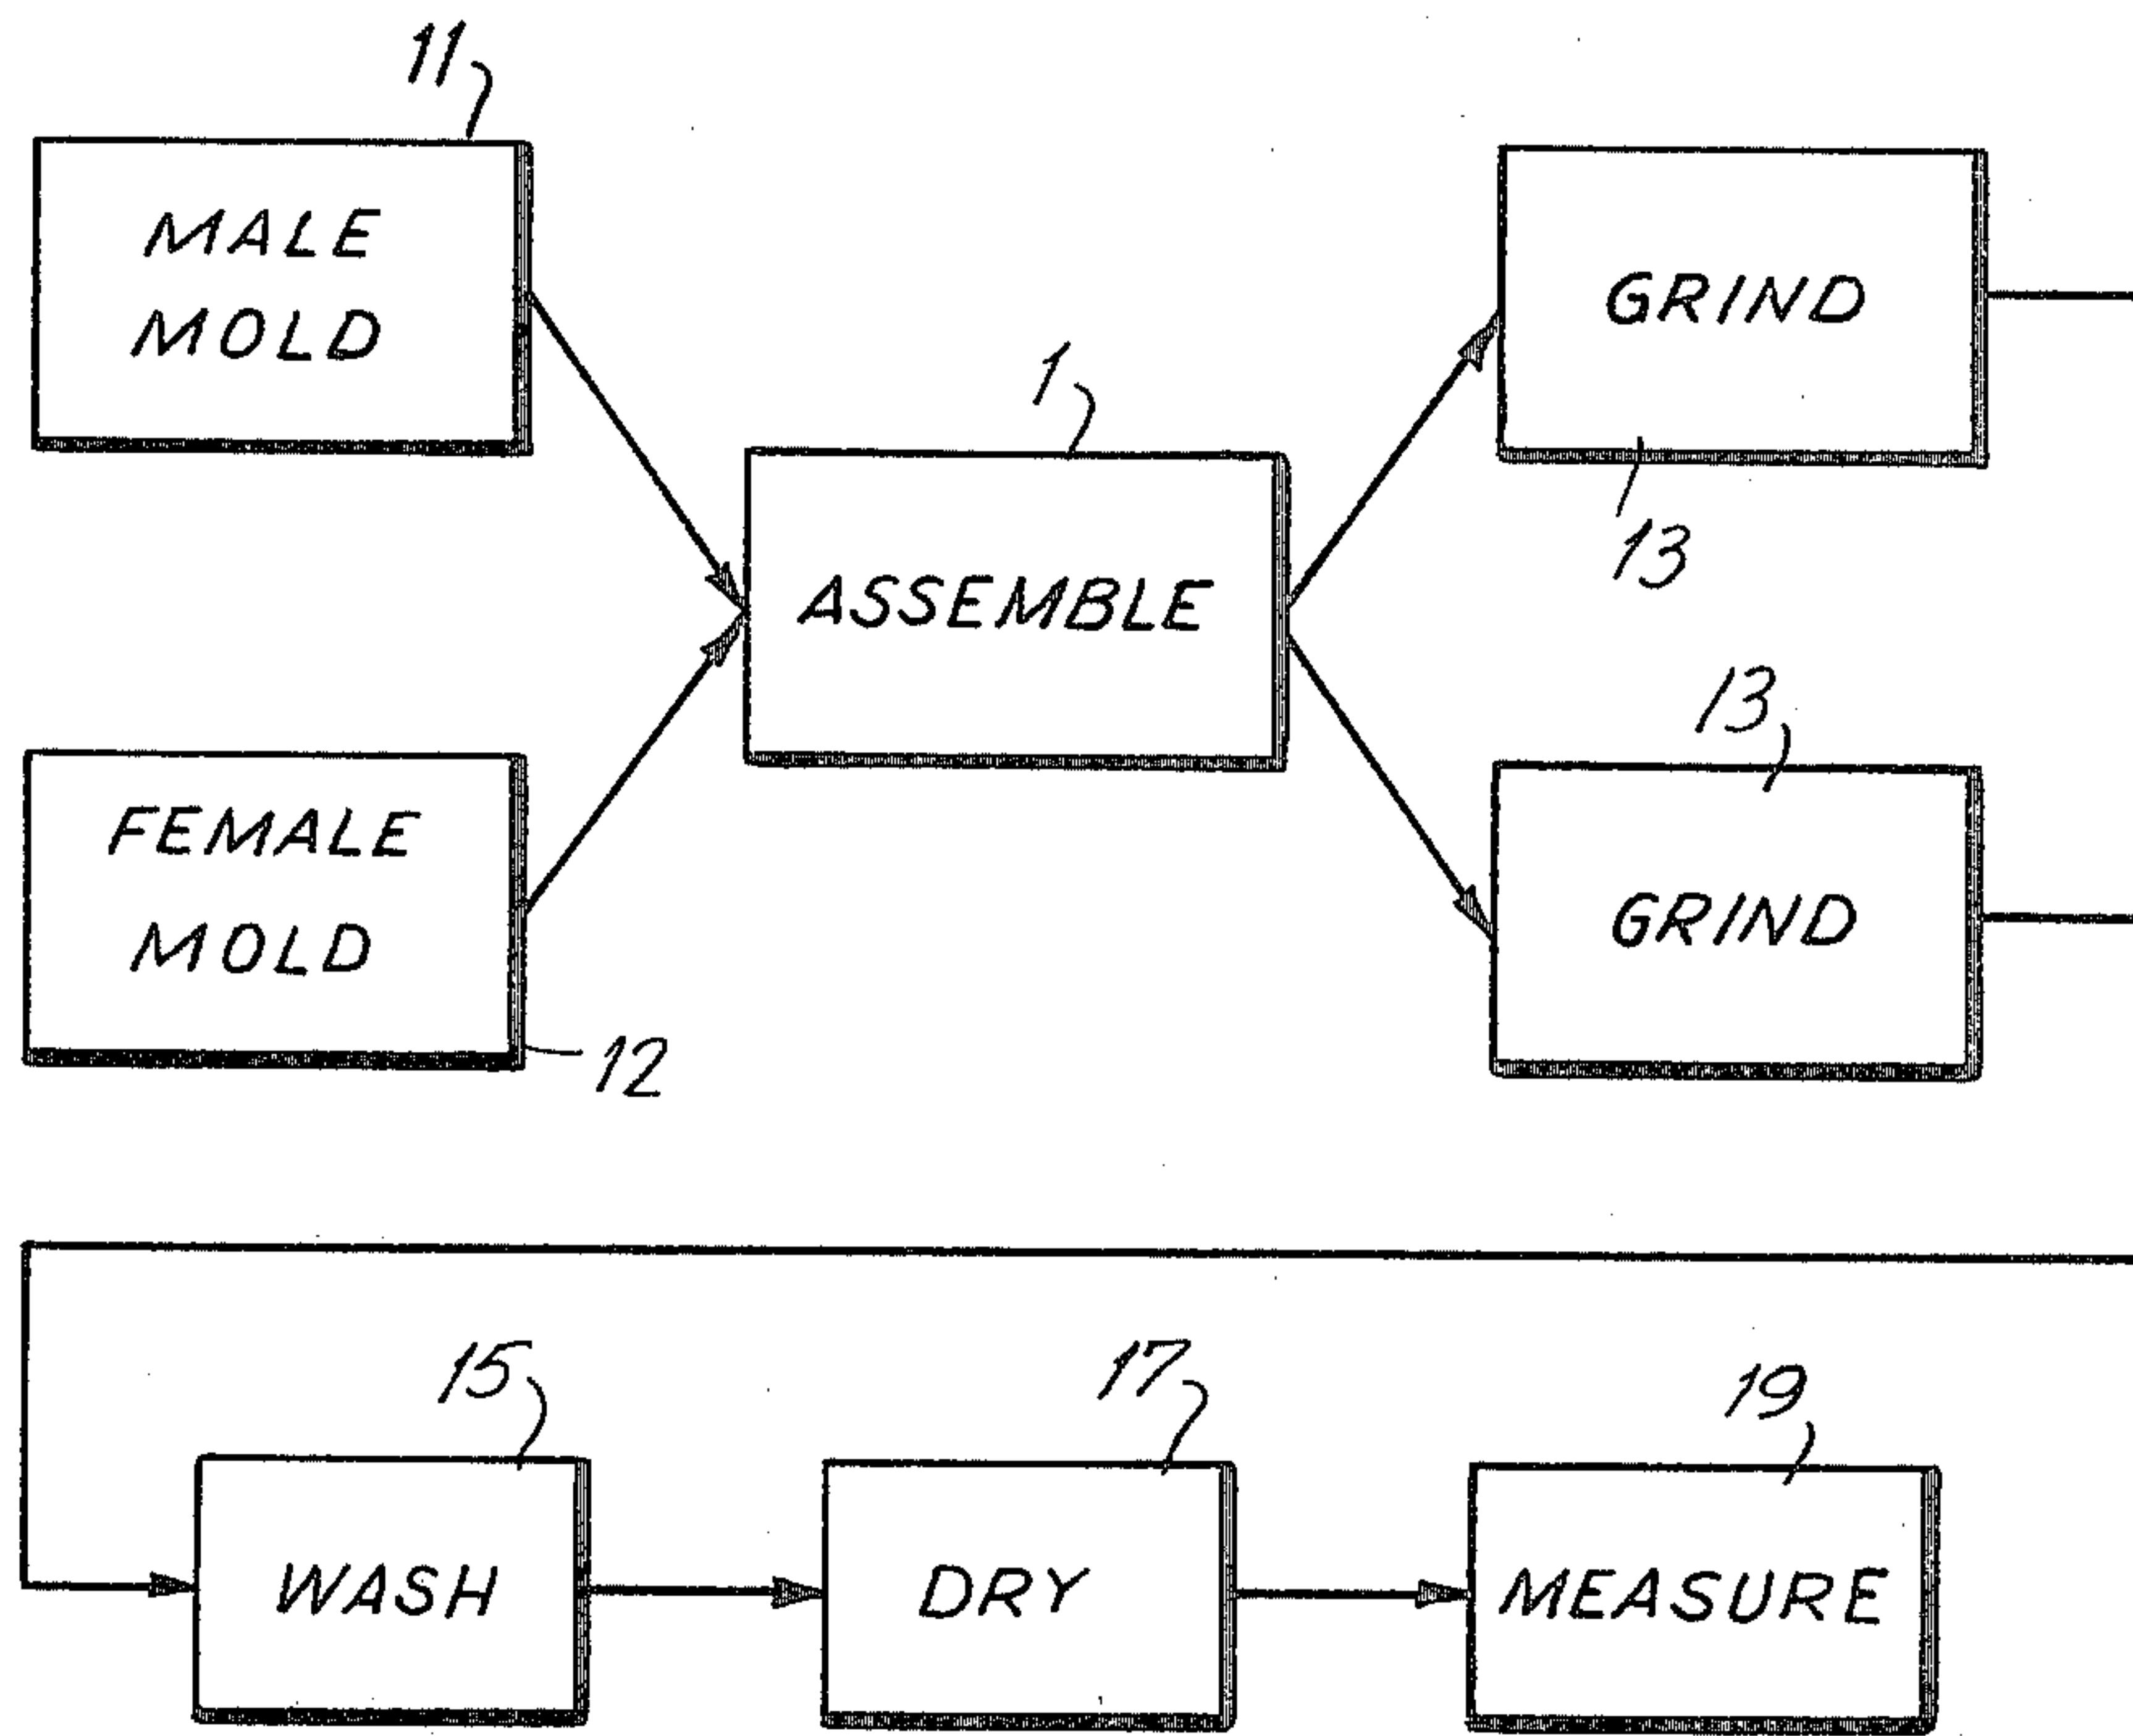 11
MALE
MOLD
1
ASSEMBLE
GRIND
13
FEMALE
MOLD
12
13
GRIND
15
WASH
17
DRY
19
MEASURE